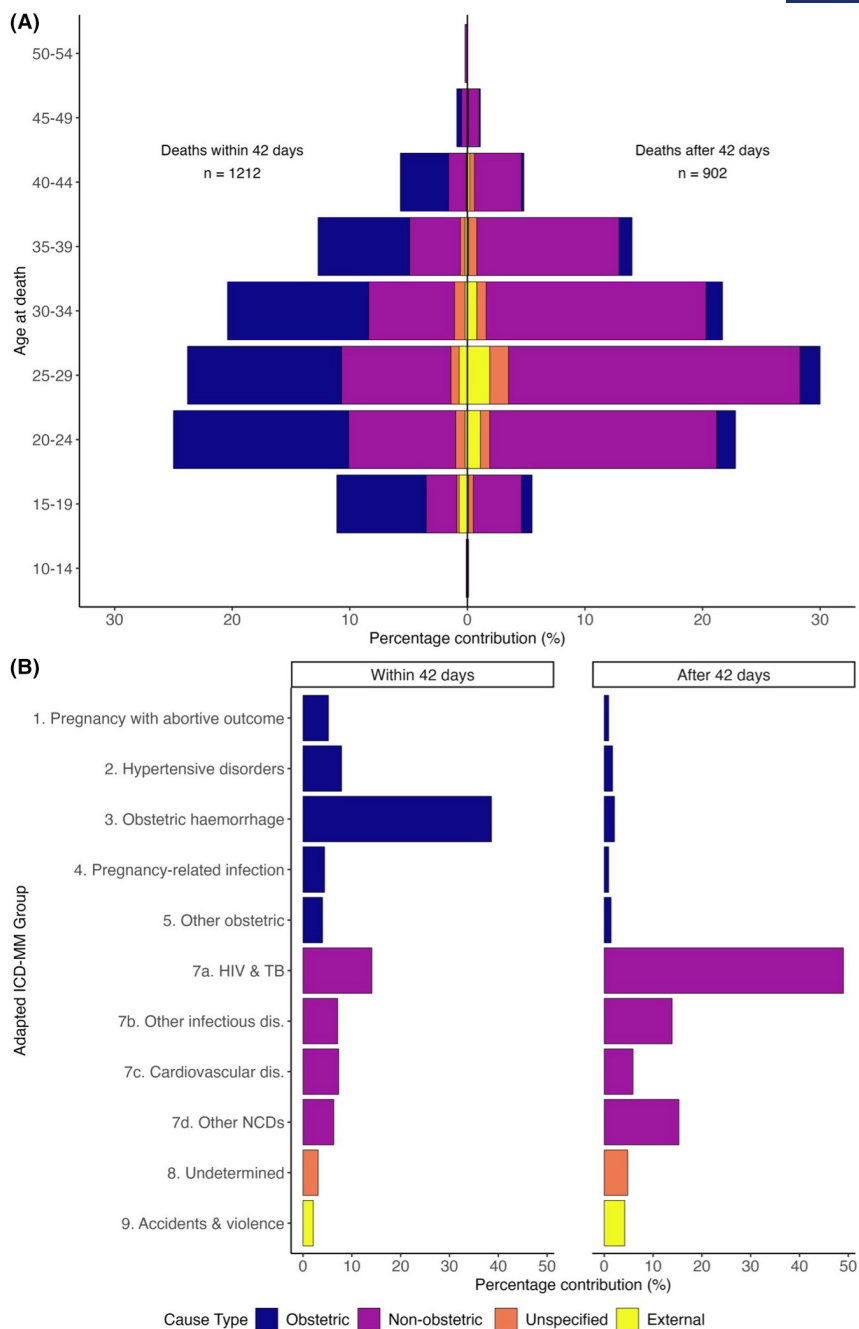 (A)
50-54
45-49
40-44
35-39
30-34
25-29
20-24
15-19
10-14
Age at death
Deaths within 42 days
n = 1212
Deaths after 42 days
n = 902
30 20 10 0 10 20 30
Percentage contribution (%)
(B)
Within 42 days After 42 days
Adapted ICD-MM Group
1. Pregnancy with abortive outcome
2. Hypertensive disorders
3. Obstetric haemorrhage
4. Pregnancy-related infection
5. Other obstetric
7a. HIV & TB
7b. Other infectious dis.
7c. Cardiovascular dis.
7d. Other NCDs
8. Undetermined
9. Accidents & violence
0 10 20 30 40 50 0 10 20 30 40 50
Percentage contribution (%)
Cause Type Obstetric Non-obstetric Unspecified External